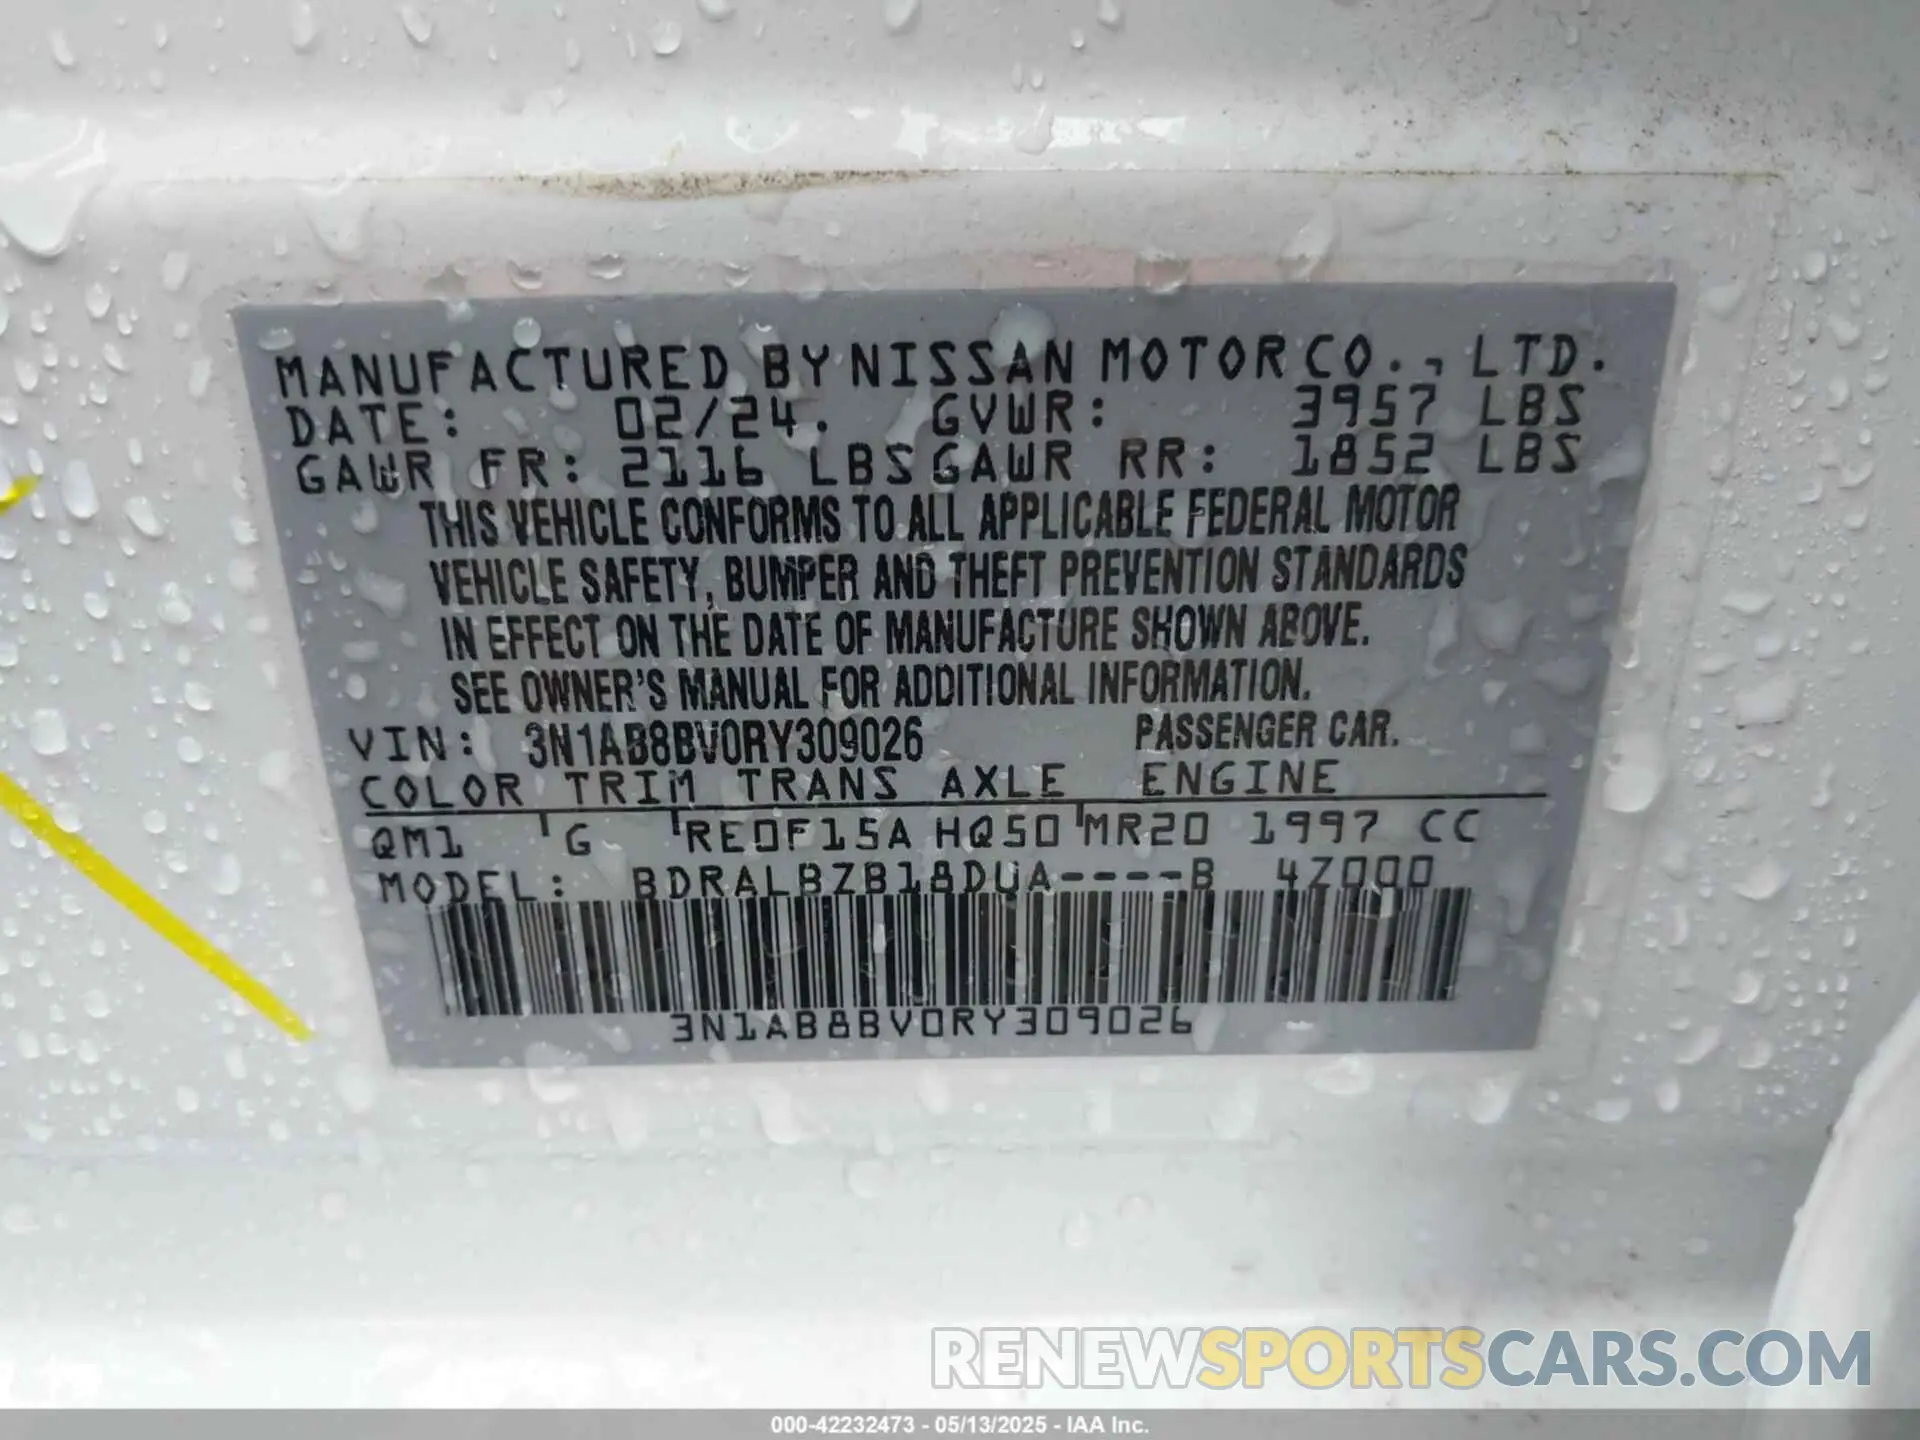 MANUFACTURED BY NISSAN MOTOR CO., LTD.
DATE: 02/24. GVWR: 3957 LBS
GAWR FR: 2116 LBS GAWR RR: 1852 LBS
THIS VEHICLE CONFORMS TO ALL APPLICABLE FEDERAL MOTOR
VEHICLE SAFETY, BUMPER AND THEFT PREVENTION STANDARDS
IN EFFECT ON THE DATE OF MANUFACTURE SHOWN ABOVE.
SEE OWNER'S MANUAL FOR ADDITIONAL INFORMATION.
VIN: 3N1AB8BV0RY309026 PASSENGER CAR.
COLOR TRIM TRANS AXLE ENGINE
QM1 G RE0F15A HQ50 MR20 1997 CC
MODEL: BDRALBZB18DUA----B 4Z000
3N1AB8BV0RY309026
RENEWSPORTSCARS.COM
000-42232473 - 05/13/2025 - IAA Inc.